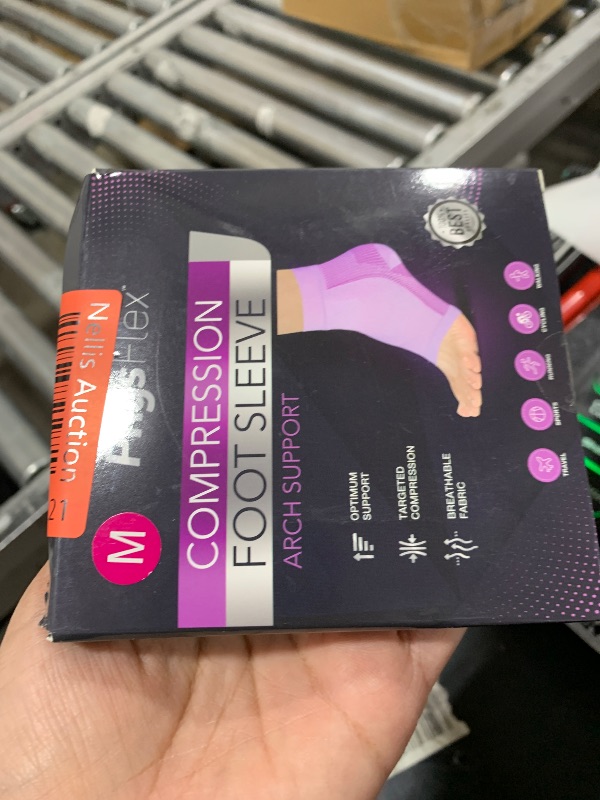 PhysFlex™
Nellis Auction
21
M
COMPRESSION
FOOT SLEEVE
ARCH SUPPORT
OPTIMUM
SUPPORT
TARGETED
COMPRESSION
BREATHABLE
FABRIC
BEST
WALKING
CYCLING
RUNNING
SPORTS
TRAVEL